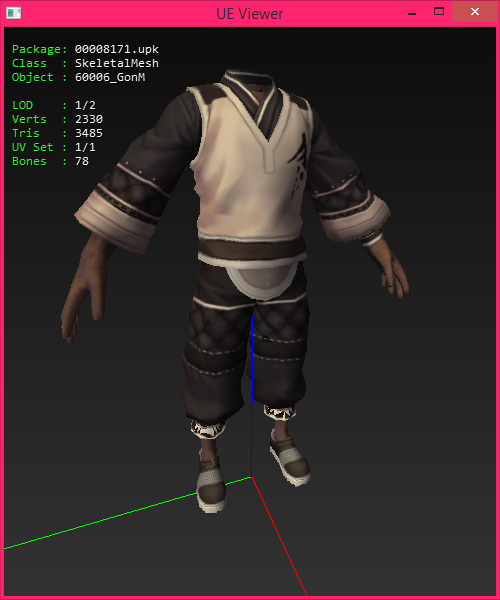 UE Viewer
Package: 00008171.upk
Class : SkeletalMesh
Object : 60006_GonM
LOD : 1/2
Verts : 2330
Tris : 3485
UV Set : 1/1
Bones : 78